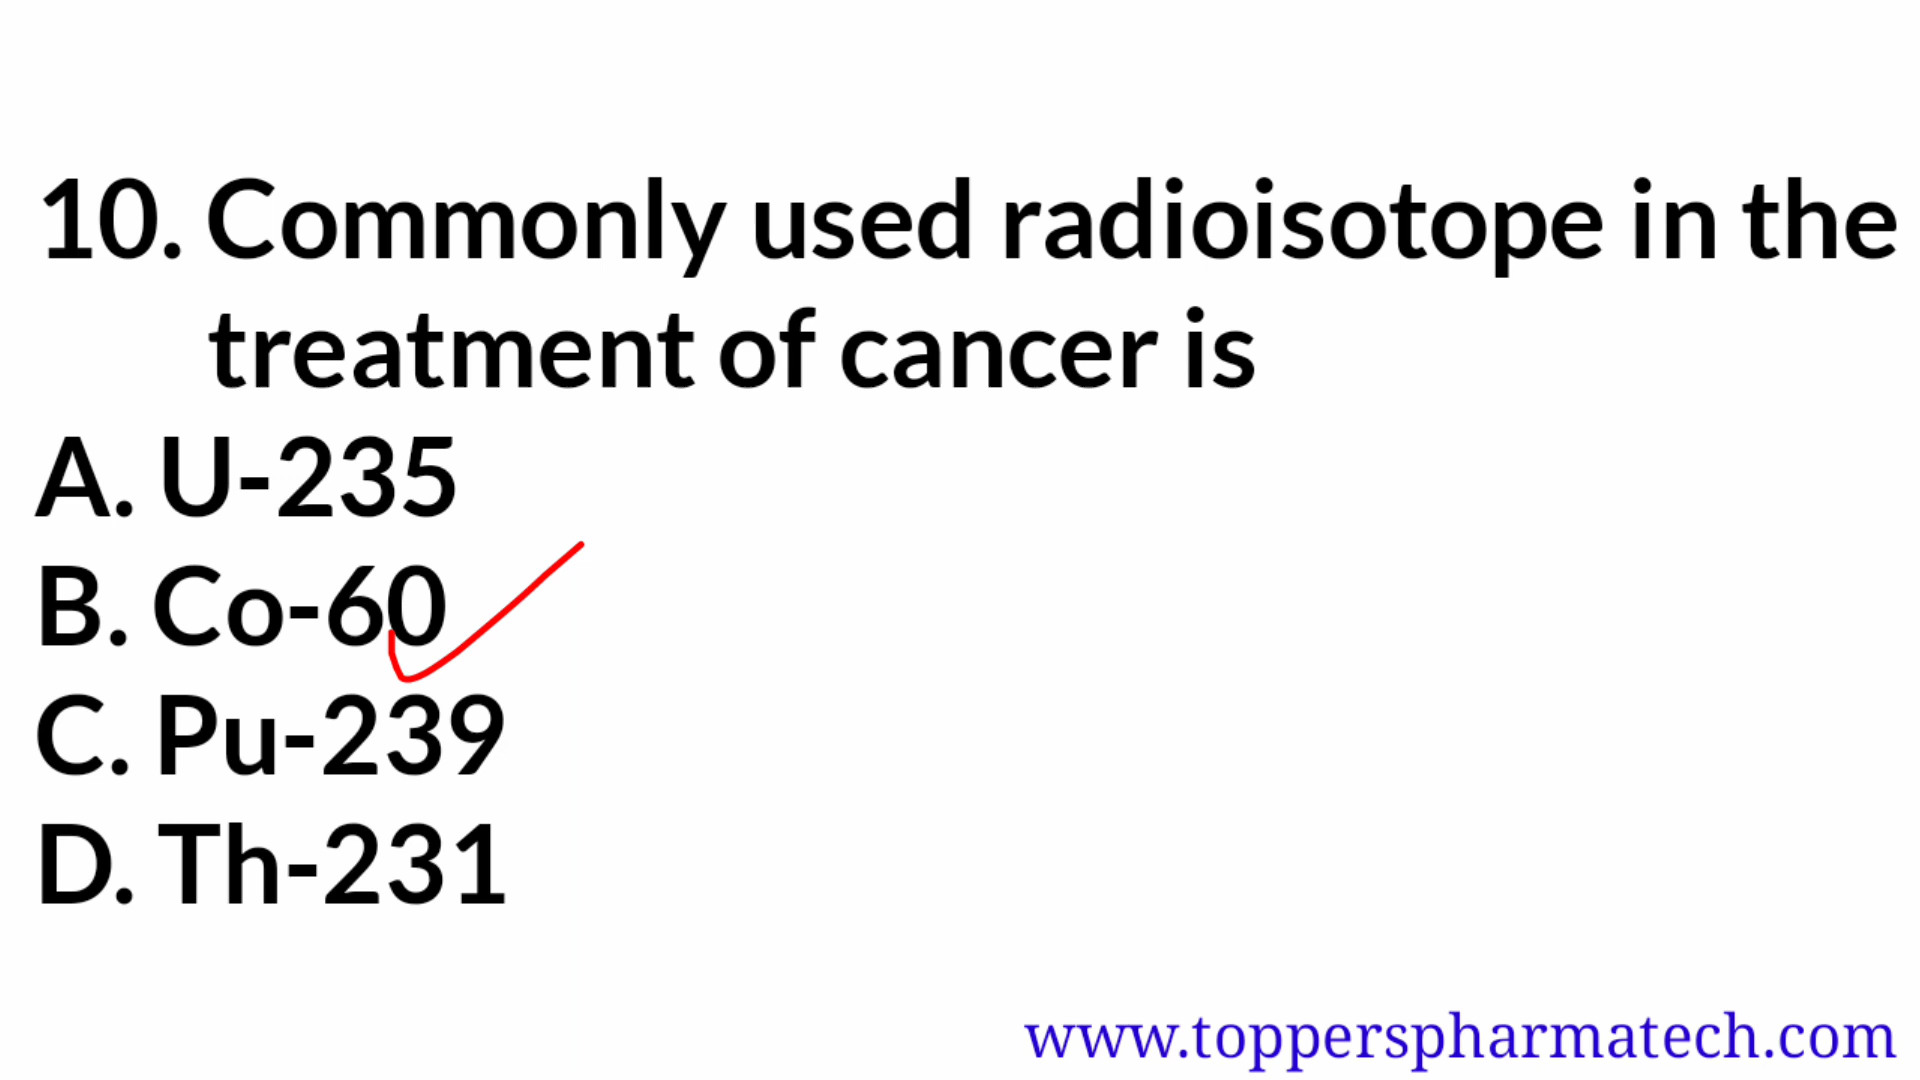 10. Commonly used radioisotope in the
treatment of cancer is
A. U-235
B. Co-60
C. Pu-239
D. Th-231
www.topperspharmatech.com